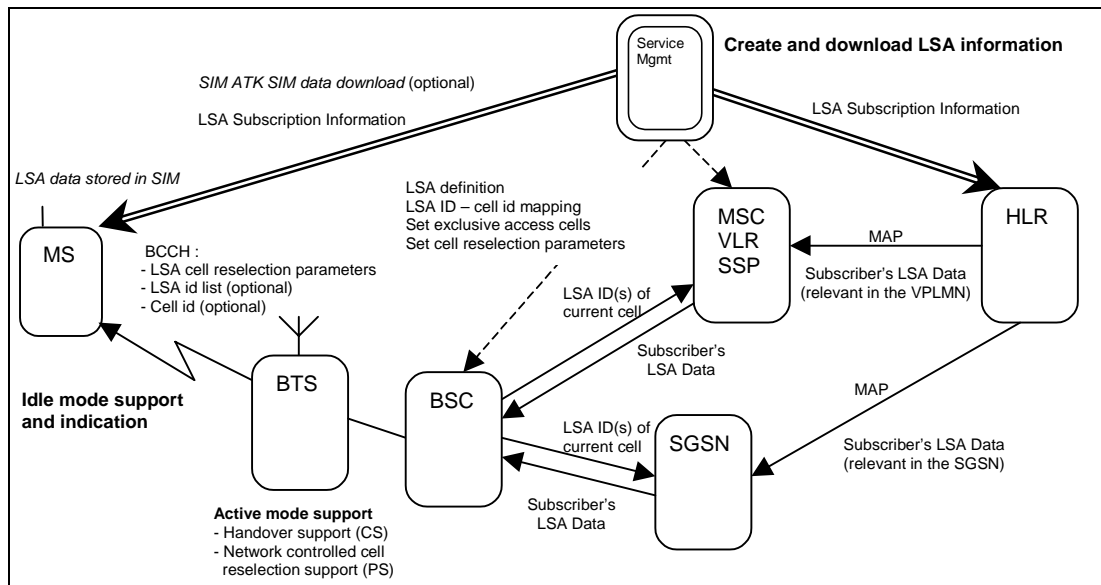 Service
Mgmt
Create and download LSA information
SIM ATK SIM data download (optional)
LSA Subscription Information
LSA Subscription Information
LSA data stored in SIM
LSA definition
LSA ID – cell id mapping
Set exclusive access cells
Set cell reselection parameters
MS
BCCH :
- LSA cell reselection parameters
- LSA id list (optional)
- Cell id (optional)
MSC
VLR
SSP
HLR
MAP
Subscriber's LSA Data
(relevant in the VPLMN)
LSA ID(s) of
current cell
Subscriber's
LSA Data
Idle mode support
and indication
BTS
BSC
MAP
LSA ID(s) of
current cell
SGSN
Subscriber's LSA Data
(relevant in the SGSN)
Subscriber's
LSA Data
Active mode support
- Handover support (CS)
- Network controlled cell
reselection support (PS)